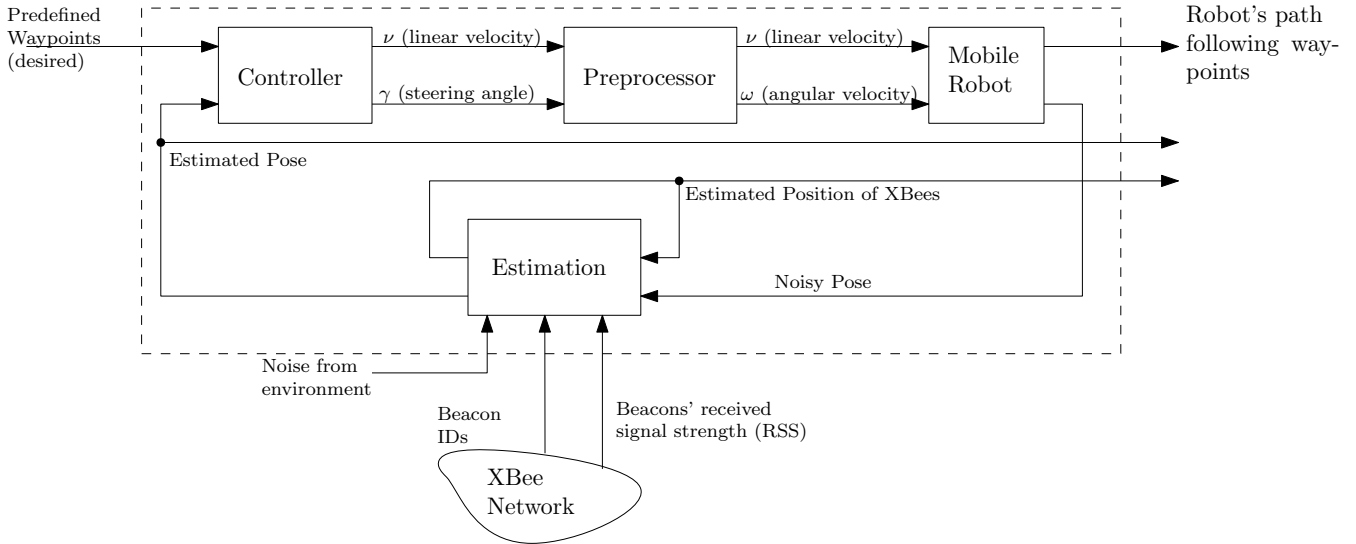 Predefined
Waypoints
(desired)
Controller
ν (linear velocity)
γ (steering angle)
Preprocessor
ν (linear velocity)
ω (angular velocity)
Mobile
Robot
Robot's path
following way-
points
Estimated Pose
Estimated Position of XBees
Estimation
Noisy Pose
Noise from
environment
Beacon
IDs
Beacons' received
signal strength (RSS)
XBee
Network